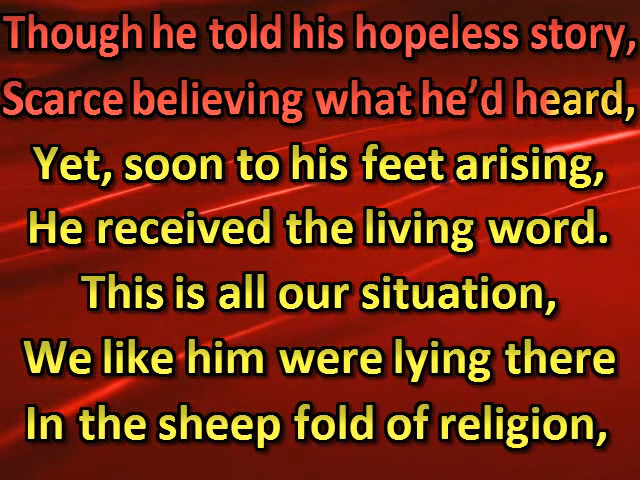 Though he told his hopeless story,
Scarce believing what he’d heard,
Yet, soon to his feet arising,
He received the living word.
This is all our situation,
We like him were lying there
In the sheep fold of religion,